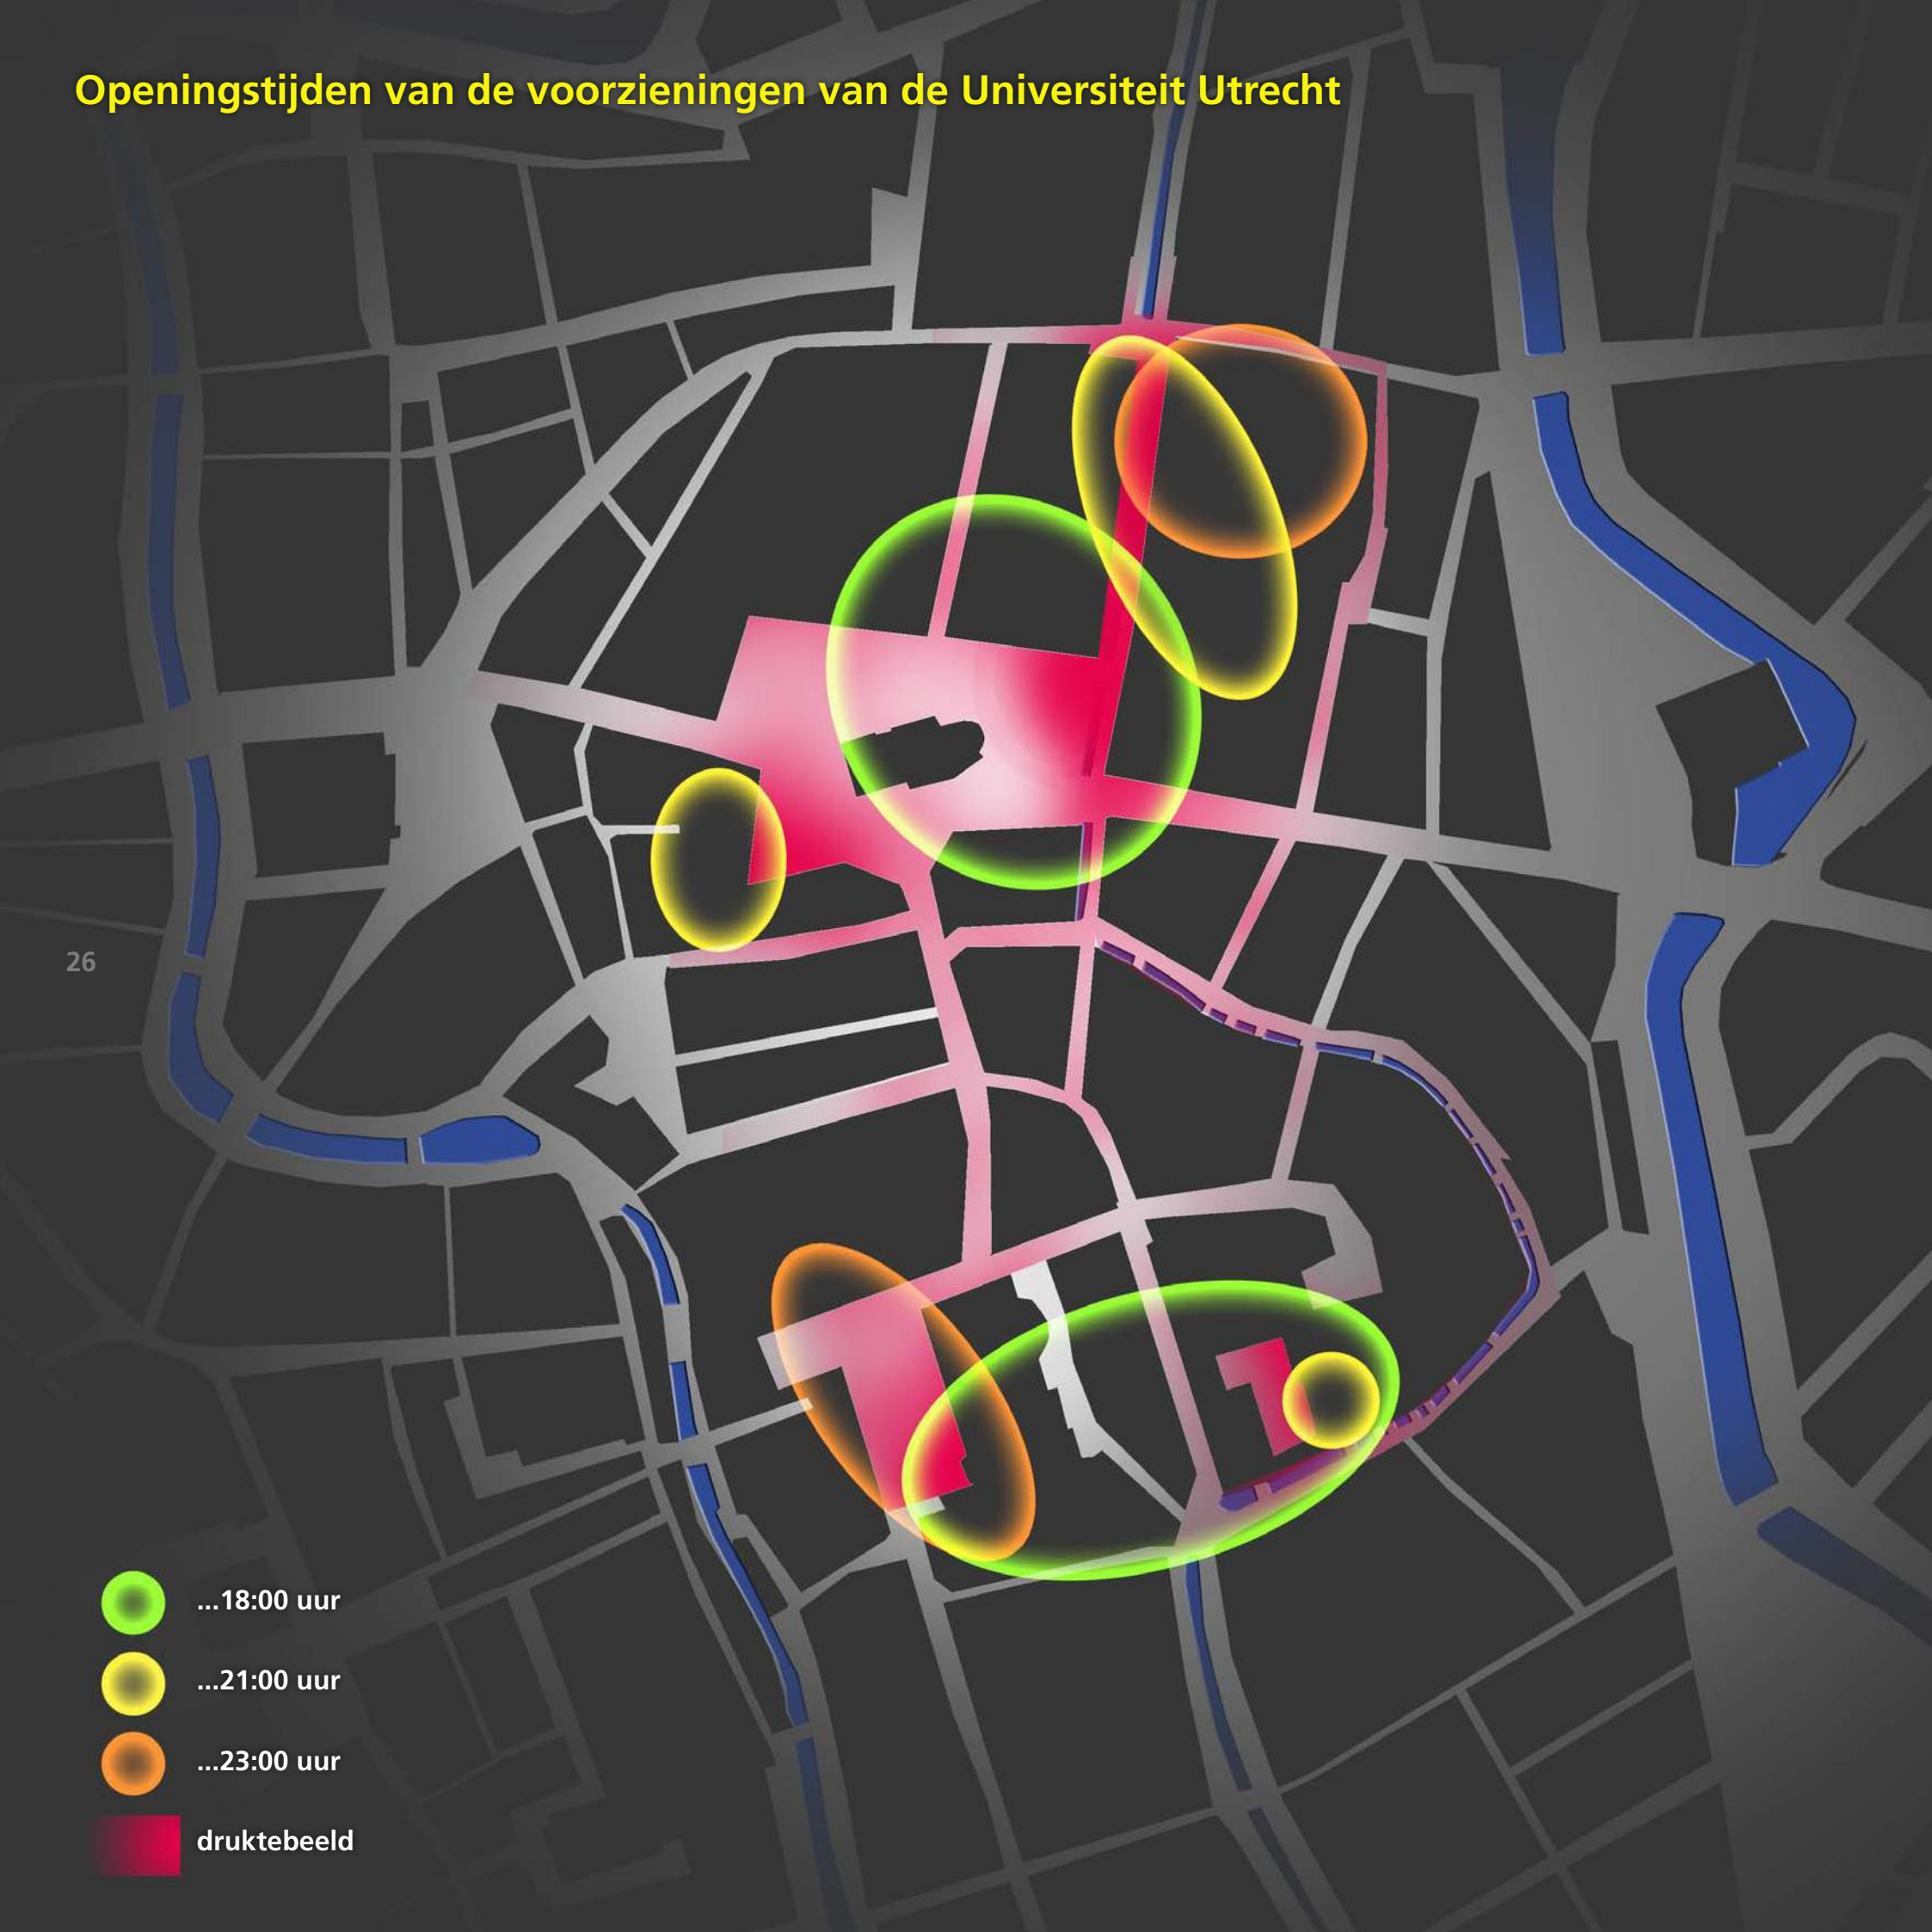 Openingstijden van de voorzieningen van de Universiteit Utrecht
26
...18:00 uur
...21:00 uur
...23:00 uur
druktebeeld